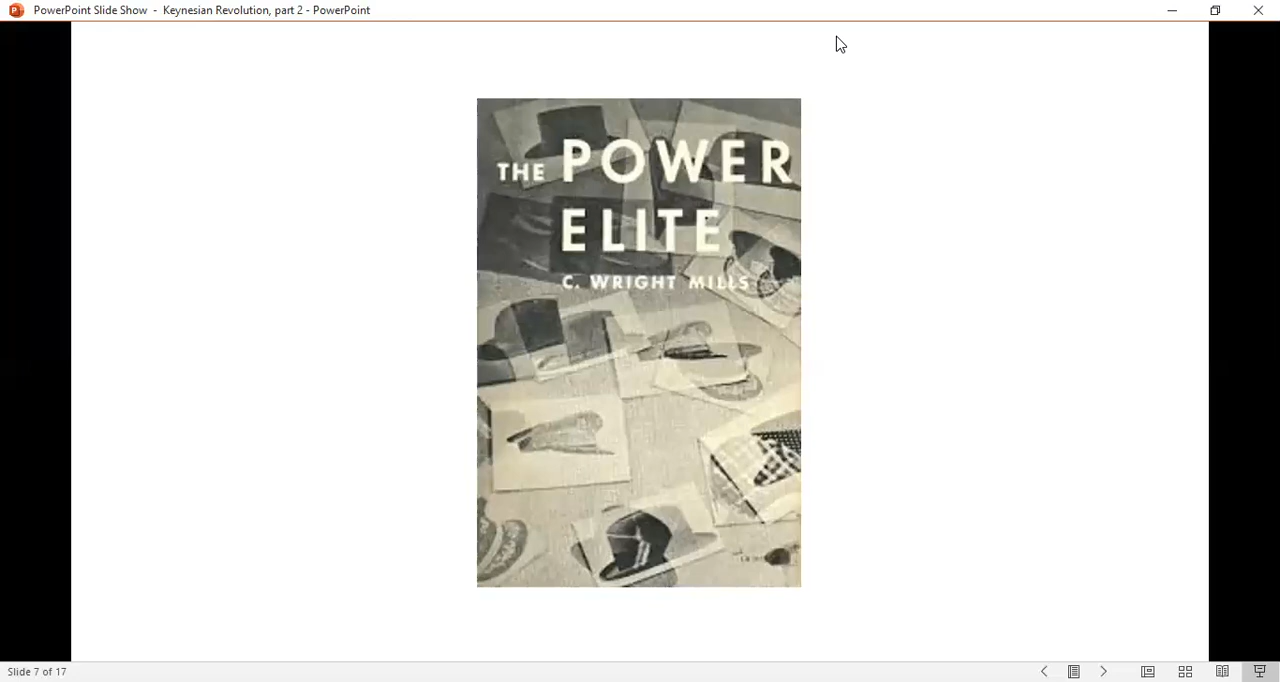 PowerPoint Slide Show - Keynesian Revolution, part 2 - PowerPoint
THE POWER
ELITE
C. WRIGHT MILLS
Slide 7 of 17